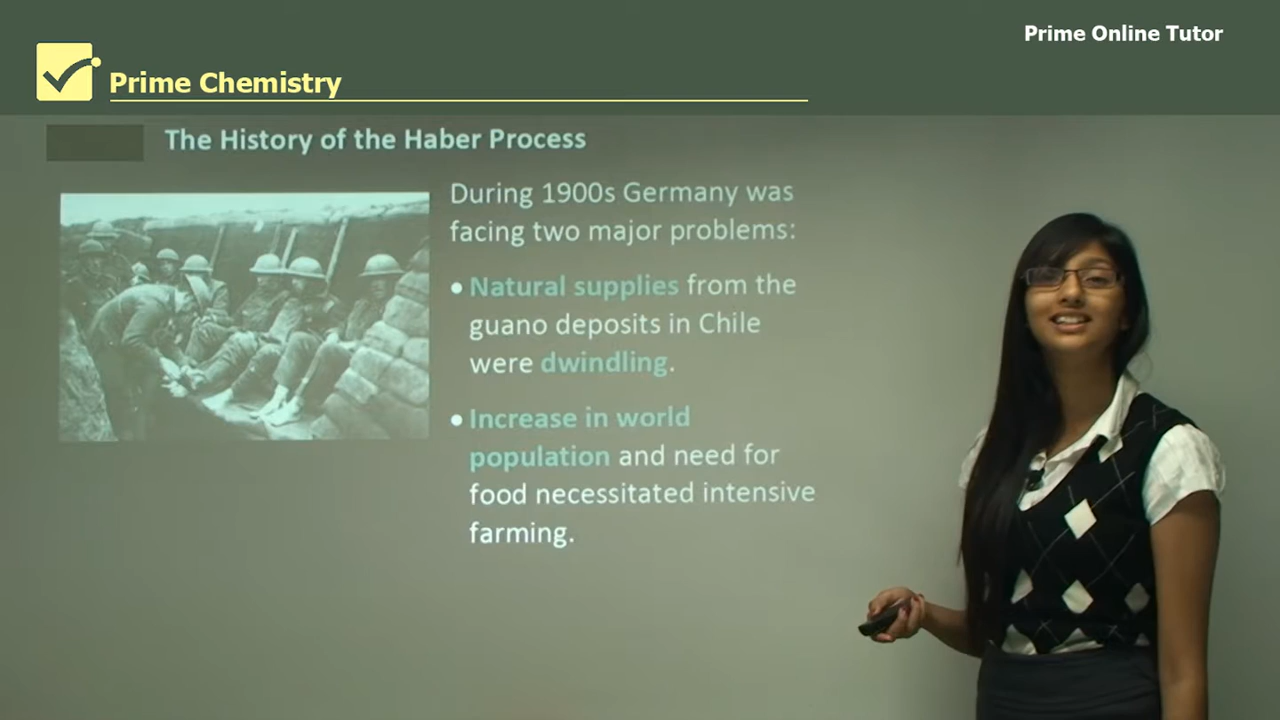 Prime Online Tutor
Prime Chemistry
The History of the Haber Process
During 1900s Germany was
facing two major problems:
• Natural supplies from the
guano deposits in Chile
were dwindling.
• Increase in world
population and need for
food necessitated intensive
farming.